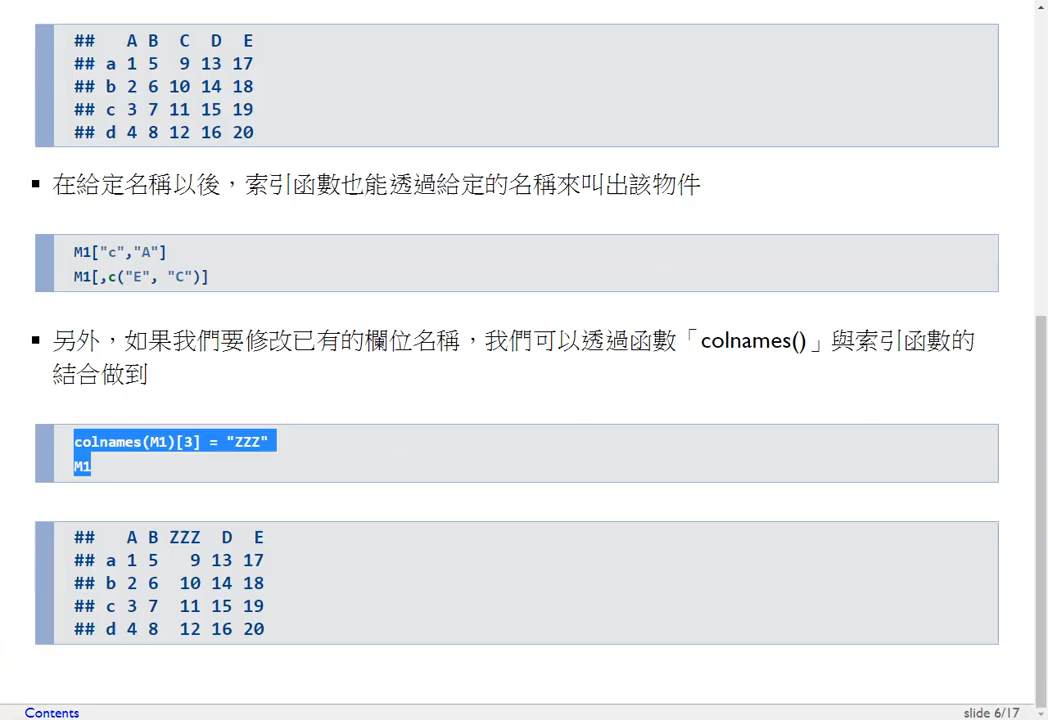 ##   A B  C  D  E
## a 1 5  9 13 17
## b 2 6 10 14 18
## c 3 7 11 15 19
## d 4 8 12 16 20
▪ 在給定名稱以後，索引函數也能透過給定的名稱來叫出該物件
M1["c","A"]
M1[,c("E", "C")]
▪ 另外，如果我們要修改已有的欄位名稱，我們可以透過函數「colnames()」與索引函數的
結合做到
colnames(M1)[3] = "ZZZ"
M1
##   A B ZZZ  D  E
## a 1 5   9 13 17
## b 2 6  10 14 18
## c 3 7  11 15 19
## d 4 8  12 16 20
Contents
slide 6/17